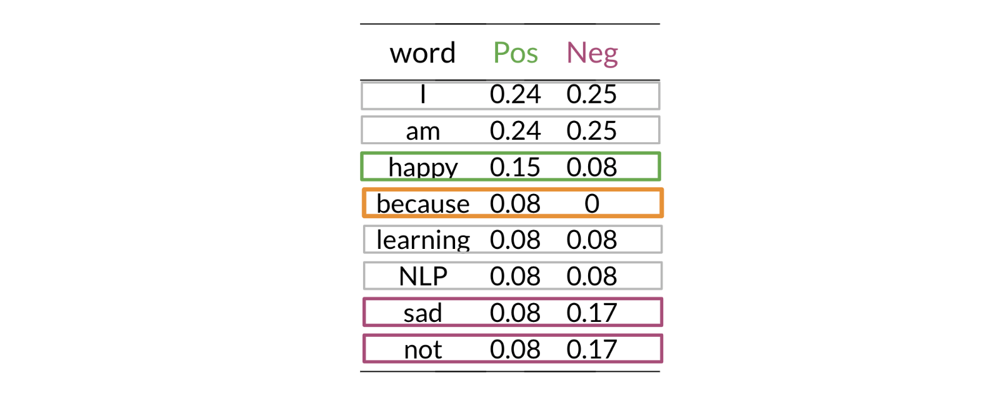 word Pos Neg
I 0.24 0.25
am 0.24 0.25
happy 0.15 0.08
because 0.08 0
learning 0.08 0.08
NLP 0.08 0.08
sad 0.08 0.17
not 0.08 0.17